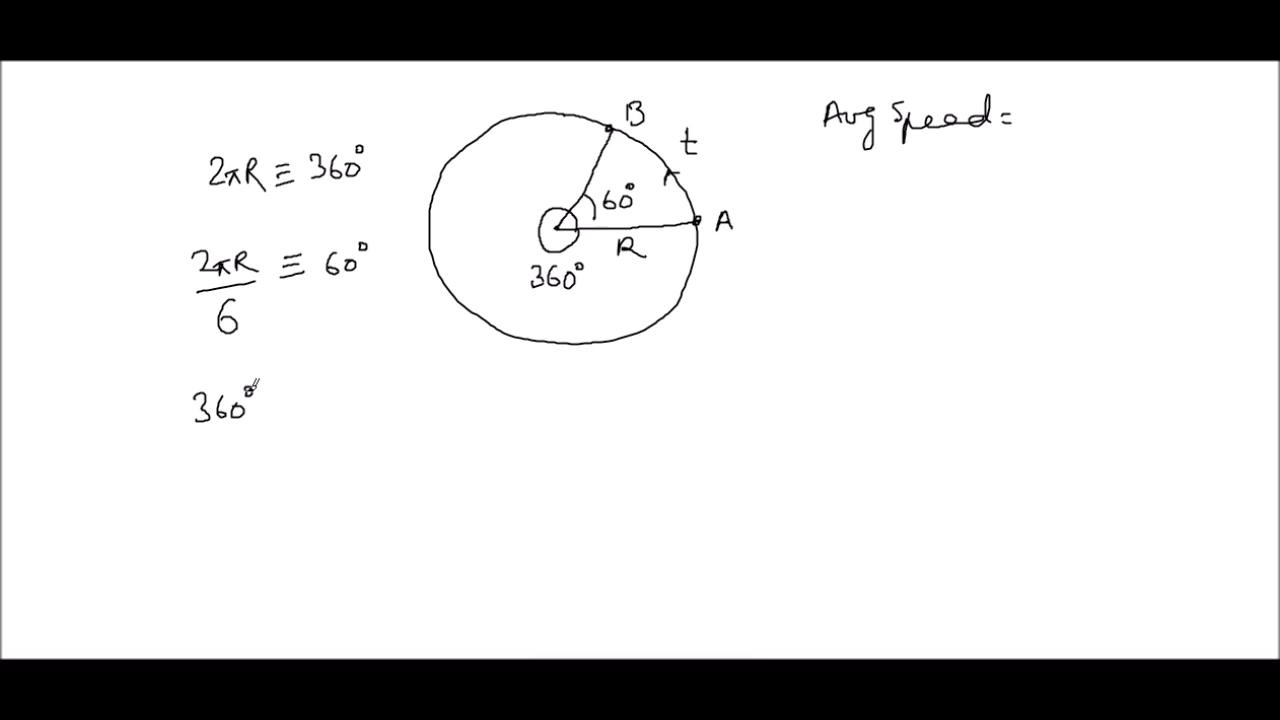 2πR ≡ 360°
2πR
6
≡ 60°
360°
B
t
60°
A
R
360°
Avg Speed =